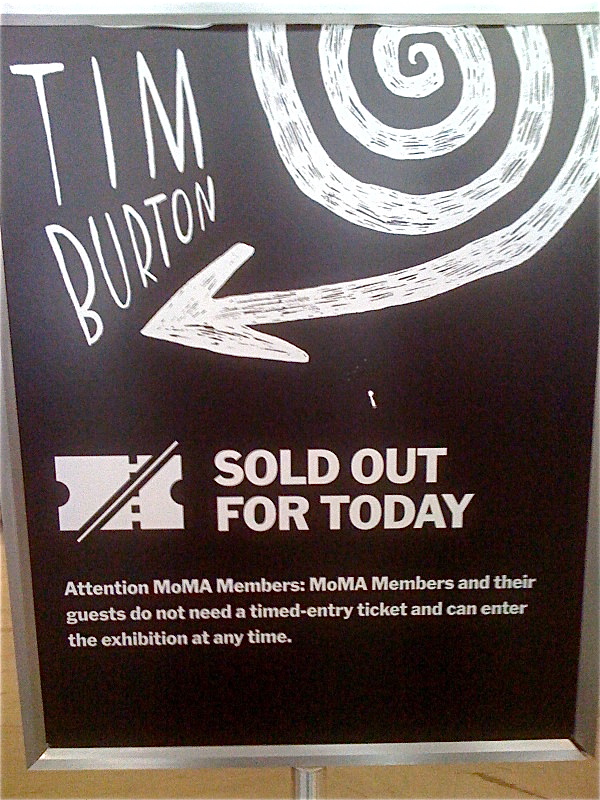 TIM
BURTON
SOLD OUT
FOR TODAY
Attention MoMA Members: MoMA Members and their
guests do not need a timed-entry ticket and can enter
the exhibition at any time.